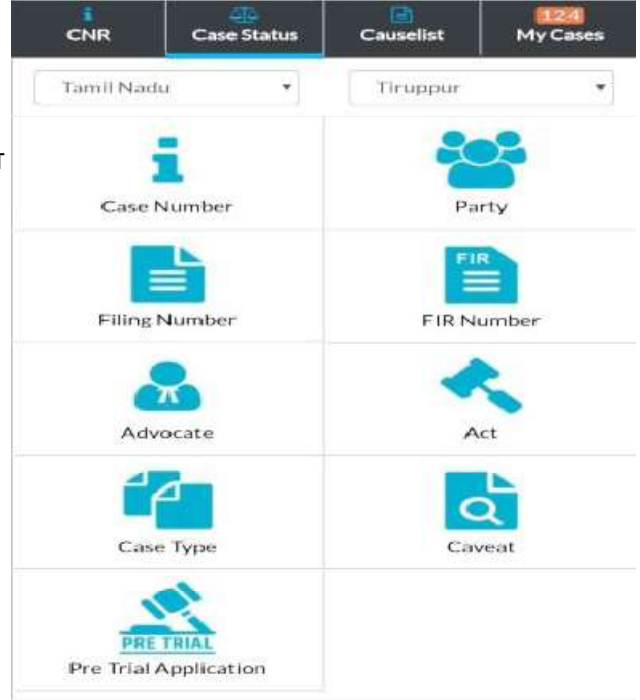 CNR Case Status Causelist 124 My Cases
Tamil Nadu Tiruppur
T
Case Number Party
FIR
Filing Number FIR Number
Advocate Act
Case Type Caveat
PRE TRIAL
Pre Trial Application